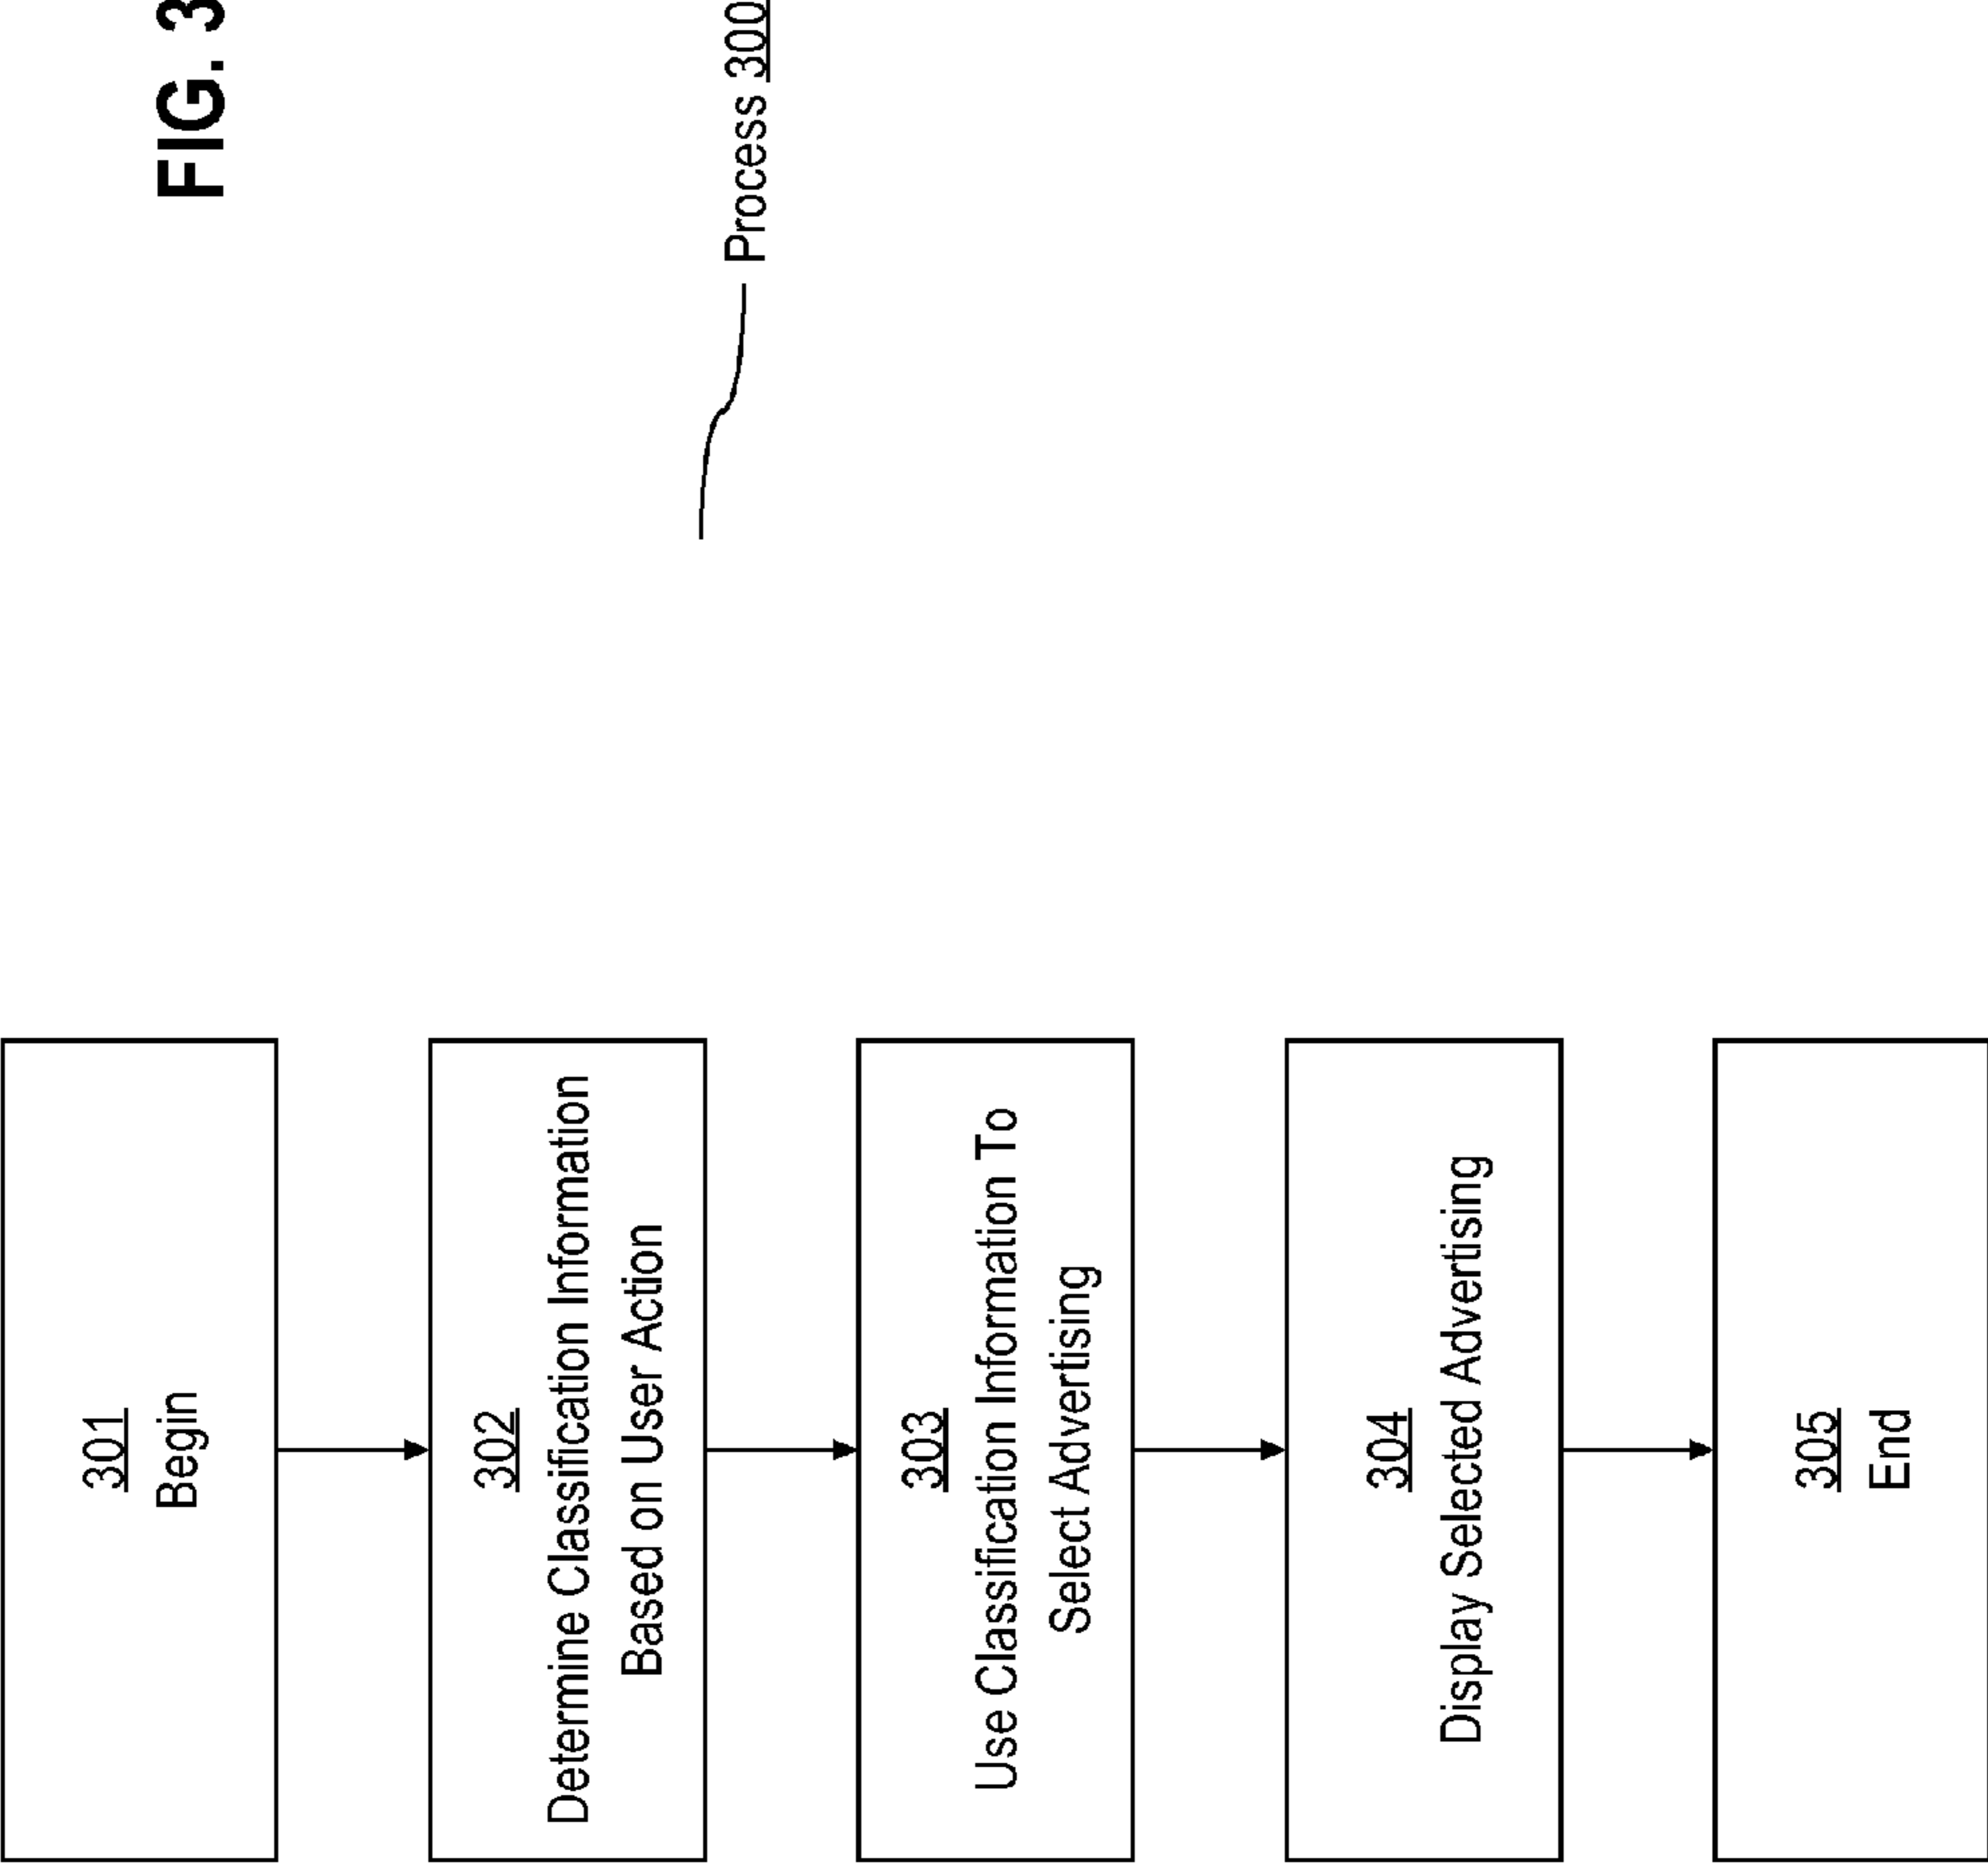 FIG. 3
Process 300
301
Begin
302
Determine Classification Information
Based on User Action
303
Use Classification Information To
Select Advertising
304
Display Selected Advertising
305
End